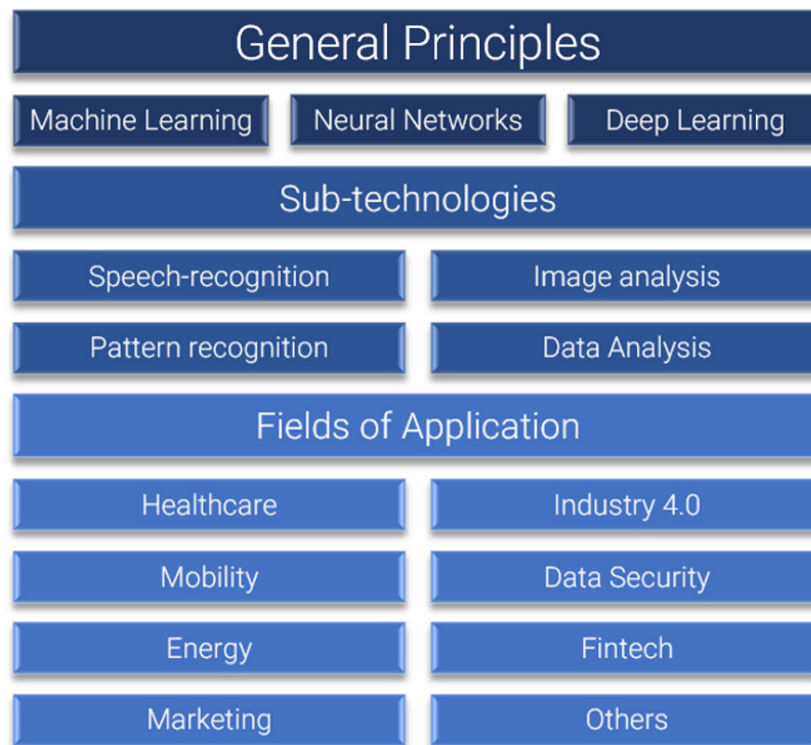 General Principles
Machine Learning
Neural Networks
Deep Learning
Sub-technologies
Speech-recognition
Image analysis
Pattern recognition
Data Analysis
Fields of Application
Healthcare
Industry 4.0
Mobility
Data Security
Energy
Fintech
Marketing
Others